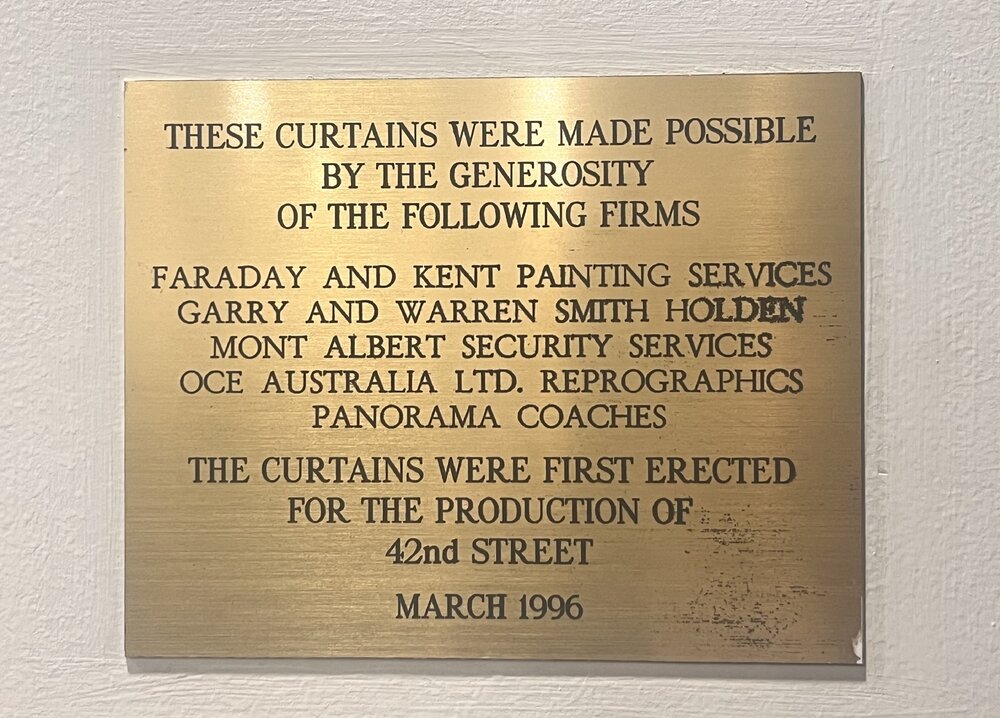 THESE CURTAINS WERE MADE POSSIBLE
BY THE GENEROSITY
OF THE FOLLOWING FIRMS
FARADAY AND KENT PAINTING SERVICES
GARRY AND WARREN SMITH HOLDEN
MONT ALBERT SECURITY SERVICES
OCE AUSTRALIA LTD. REPROGRAPHICS
PANORAMA COACHES
THE CURTAINS WERE FIRST ERECTED
FOR THE PRODUCTION OF
42nd STREET
MARCH 1996